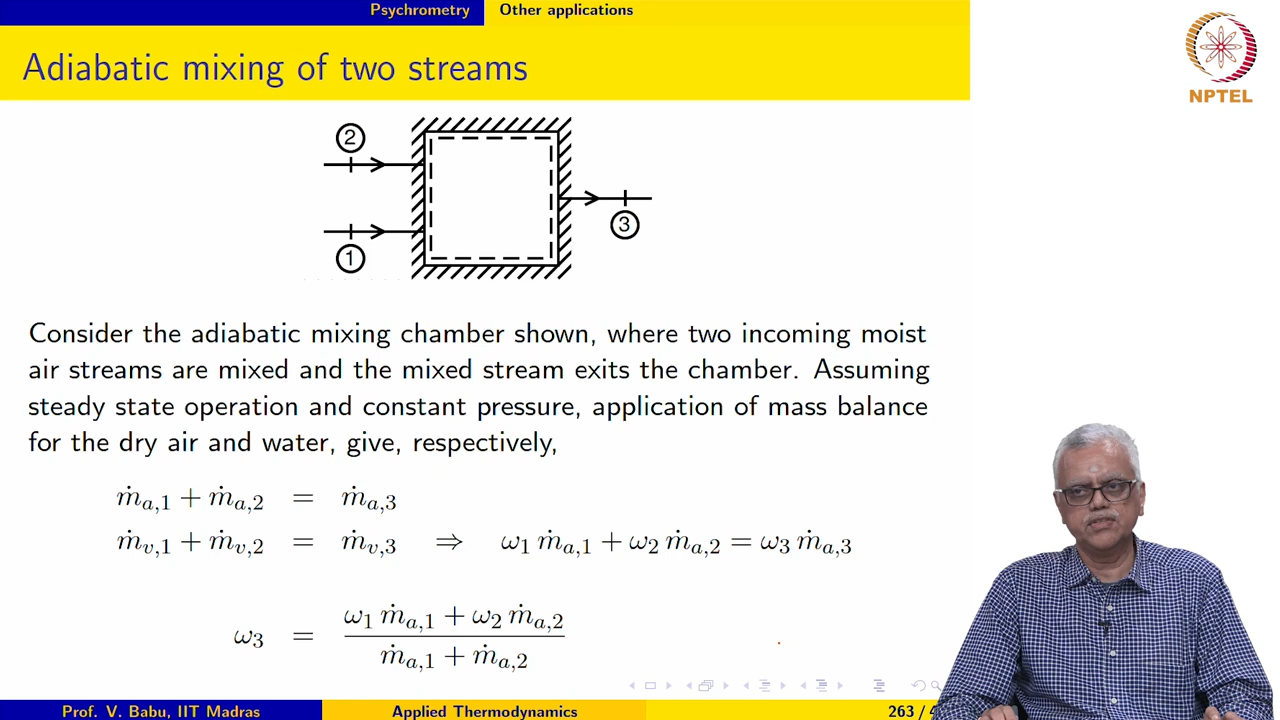 Psychrometry Other applications
Adiabatic mixing of two streams
NPTEL
2
1
3
Consider the adiabatic mixing chamber shown, where two incoming moist
air streams are mixed and the mixed stream exits the chamber. Assuming
steady state operation and constant pressure, application of mass balance
for the dry air and water, give, respectively,
ṁa,1 + ṁa,2 = ṁa,3
ṁv,1 + ṁv,2 = ṁv,3 ⇒ ω1 ṁa,1 + ω2 ṁa,2 = ω3 ṁa,3
ω3 = (ω1 ṁa,1 + ω2 ṁa,2) / (ṁa,1 + ṁa,2)
Prof. V. Babu, IIT Madras Applied Thermodynamics 263 / 4